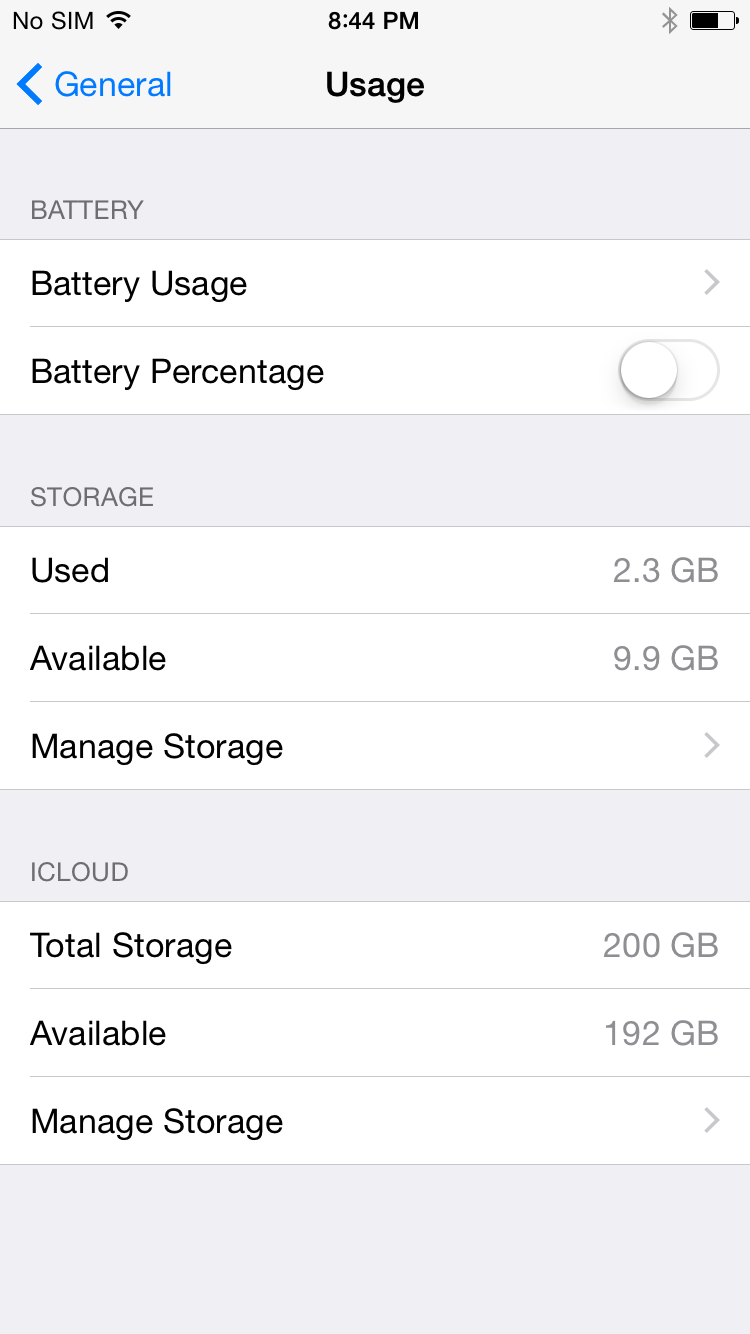 No SIM 8:44 PM
General Usage
BATTERY
Battery Usage
Battery Percentage
STORAGE
Used 2.3 GB
Available 9.9 GB
Manage Storage
ICLOUD
Total Storage 200 GB
Available 192 GB
Manage Storage